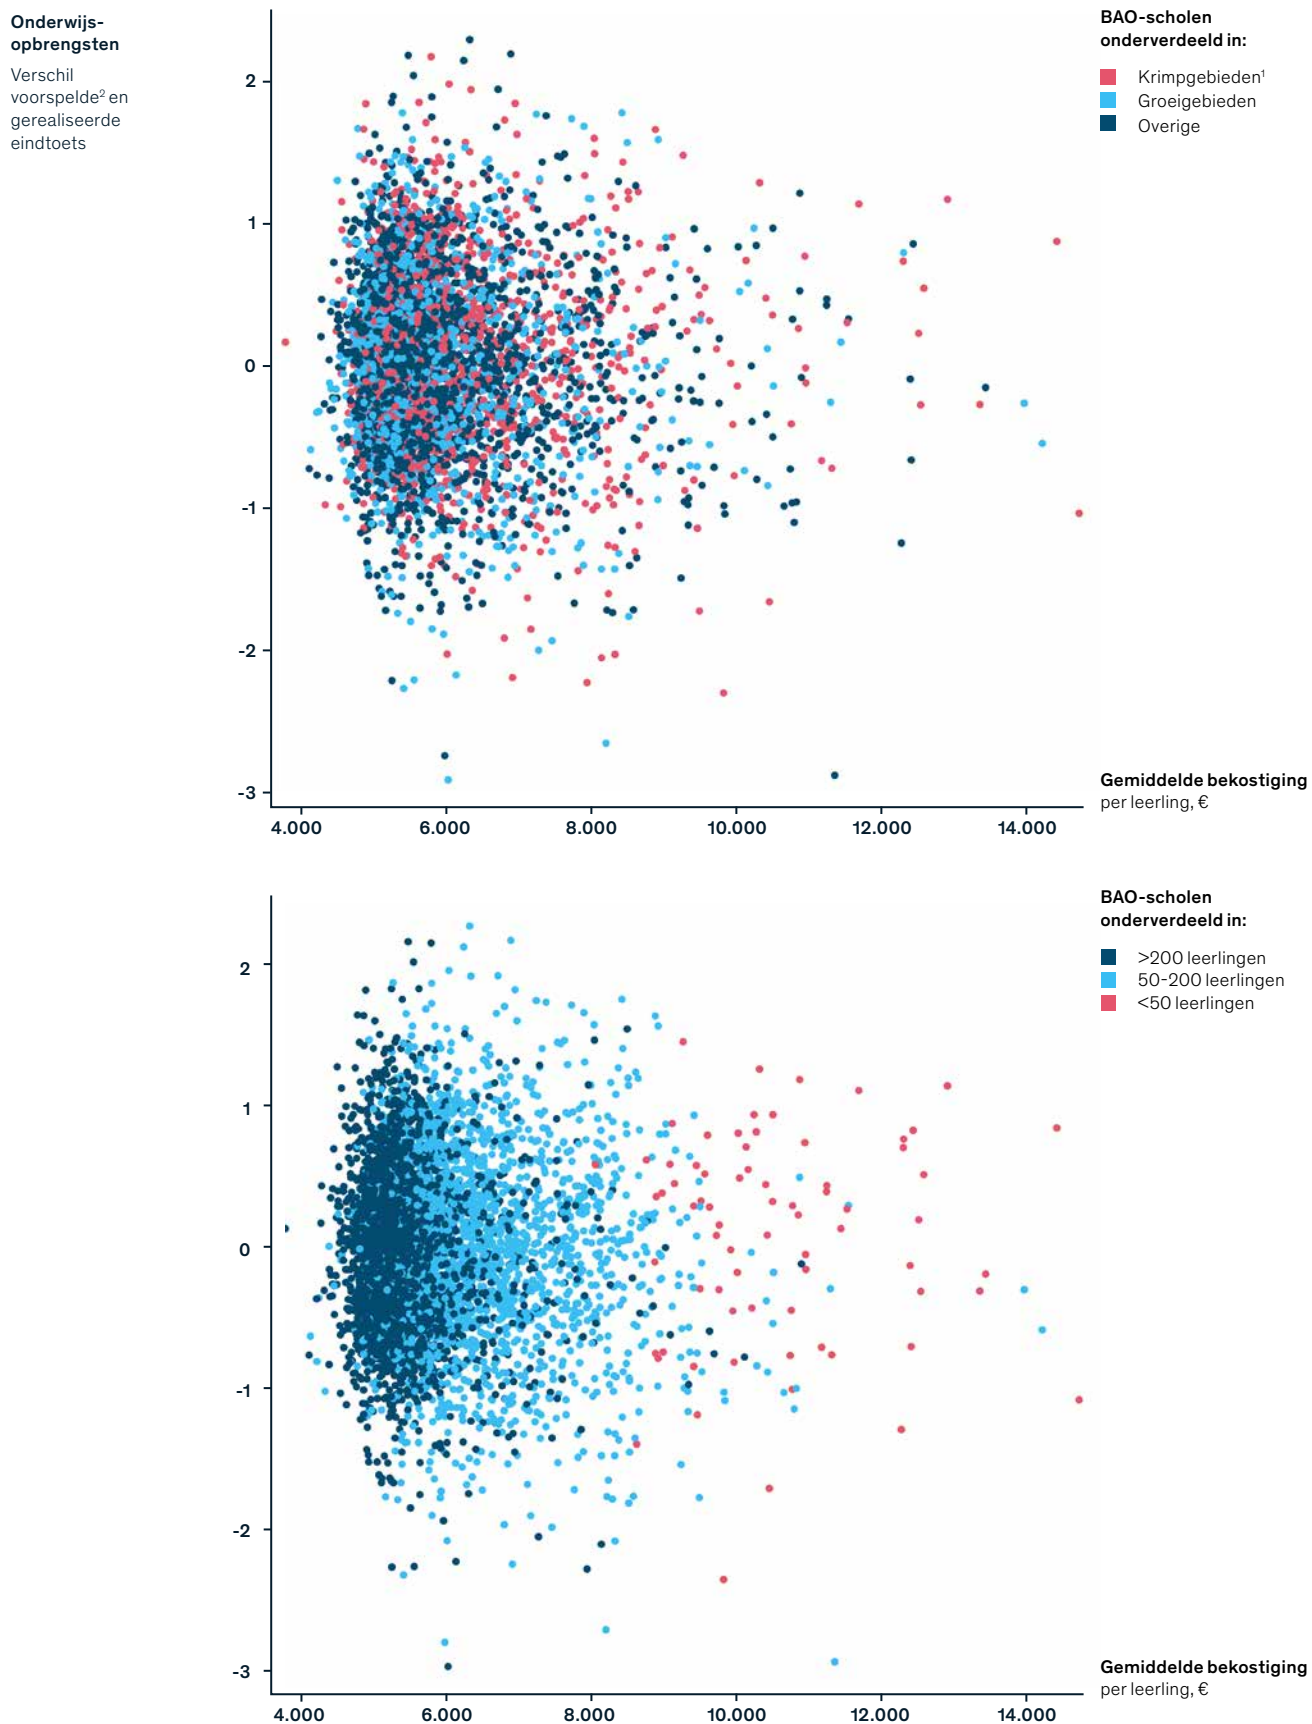 Onderwijs-
opbrengsten
Verschil
voorspelde² en
gerealiseerde
eindtoets
2
1
0
-1
-2
-3
4.000
6.000
8.000
10.000
12.000
14.000
BAO-scholen
onderverdeeld in:
Krimpgebieden¹
Groeigebieden
Overige
Gemiddelde bekostiging
per leerling, €
2
1
0
-1
-2
-3
4.000
6.000
8.000
10.000
12.000
14.000
BAO-scholen
onderverdeeld in:
>200 leerlingen
50-200 leerlingen
<50 leerlingen
Gemiddelde bekostiging
per leerling, €